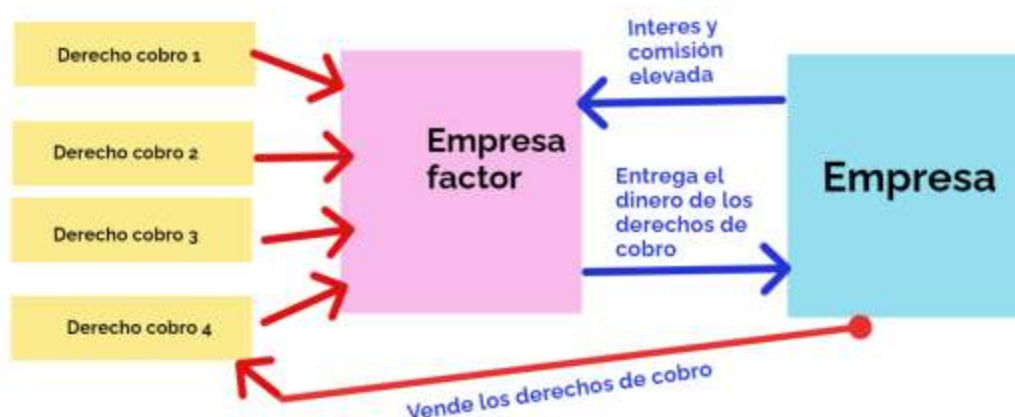 Derecho cobro 1
Derecho cobro 2
Derecho cobro 3
Derecho cobro 4
Empresa
factor
Interes y
comisión
elevada
Entrega el
dinero de los
derechos de
cobro
Empresa
Vende los derechos de cobro